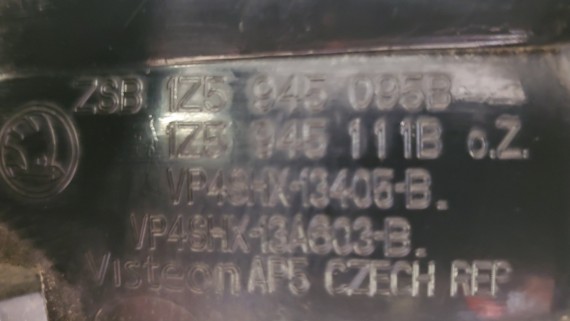 ZSB 1Z5 945 095B
1Z5 945 111B o.Z.
VP4SHX-13405-B.
VP4SHX-13A603-B.
Visteon AP5 CZECH REP